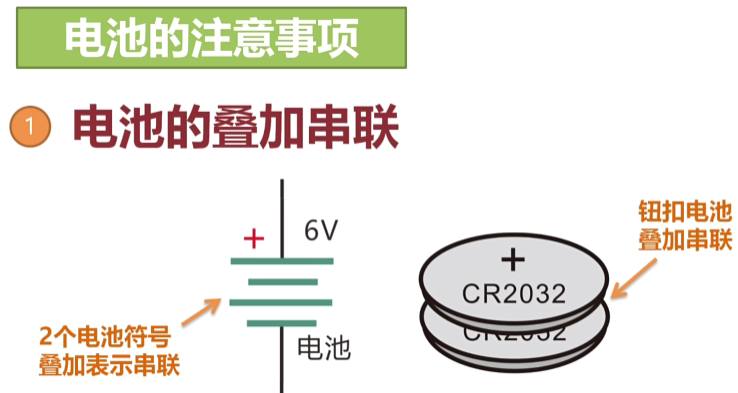 电池的注意事项
1
电池的叠加串联
+
6V
钮扣电池
叠加串联
+
CR2032
CR2032
2个电池符号
叠加表示串联
电池